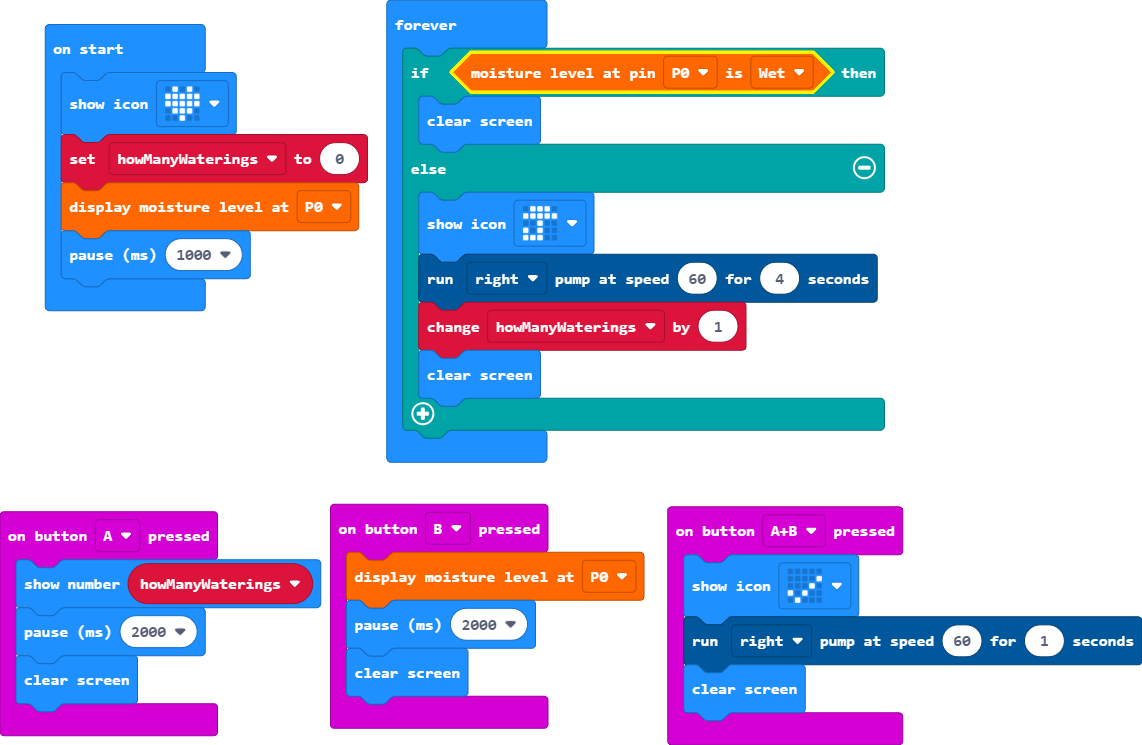 on start
show icon
set howManyWaterings to 0
display moisture level at P0
pause (ms) 1000
forever
if moisture level at pin P0 is Wet then
clear screen
else
show icon
run right pump at speed 60 for 4 seconds
change howManyWaterings by 1
clear screen
on button A pressed
show number howManyWaterings
pause (ms) 2000
clear screen
on button B pressed
display moisture level at P0
pause (ms) 2000
clear screen
on button A+B pressed
show icon
run right pump at speed 60 for 1 seconds
clear screen